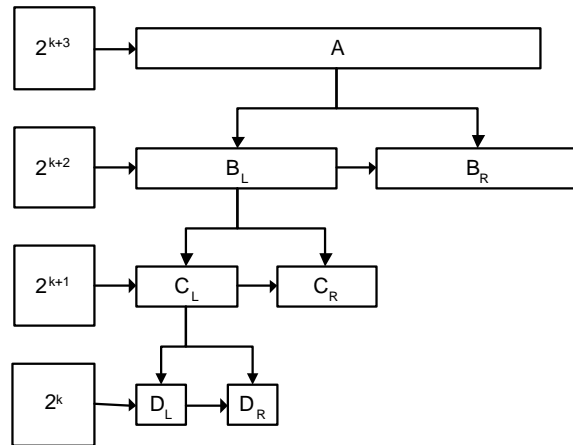 2^{k+3} A
2^{k+2} B_L B_R
2^{k+1} C_L C_R
2^k D_L D_R